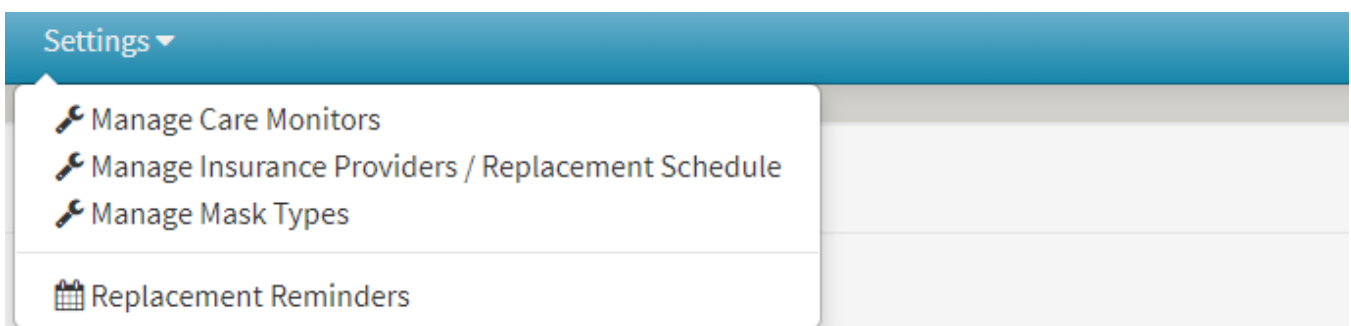 Settings
Manage Care Monitors
Manage Insurance Providers / Replacement Schedule
Manage Mask Types
Replacement Reminders